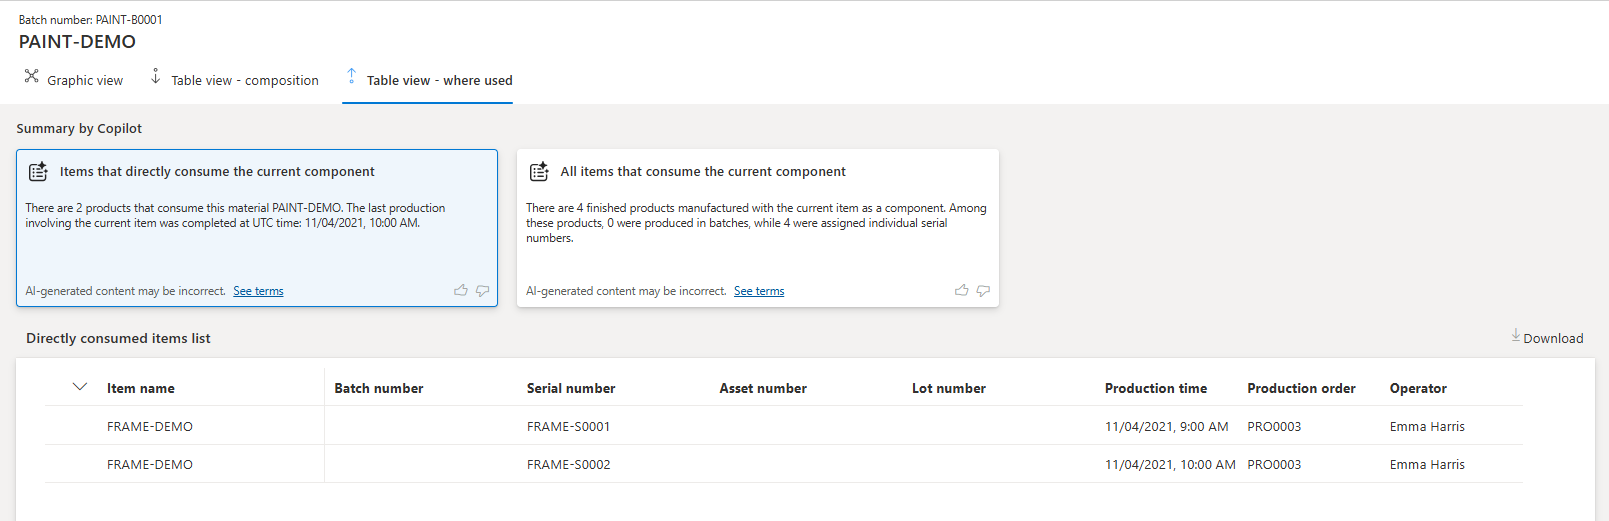 Batch number: PAINT-B0001
PAINT-DEMO
Graphic view Table view - composition Table view - where used
Summary by Copilot
Items that directly consume the current component
There are 2 products that consume this material PAINT-DEMO. The last production
involving the current item was completed at UTC time: 11/04/2021, 10:00 AM.
AI-generated content may be incorrect. See terms
All items that consume the current component
There are 4 finished products manufactured with the current item as a component. Among
these products, 0 were produced in batches, while 4 were assigned individual serial
numbers.
AI-generated content may be incorrect. See terms
Directly consumed items list Download
Item name Batch number Serial number Asset number Lot number Production time Production order Operator
FRAME-DEMO FRAME-S0001 11/04/2021, 9:00 AM PRO0003 Emma Harris
FRAME-DEMO FRAME-S0002 11/04/2021, 10:00 AM PRO0003 Emma Harris